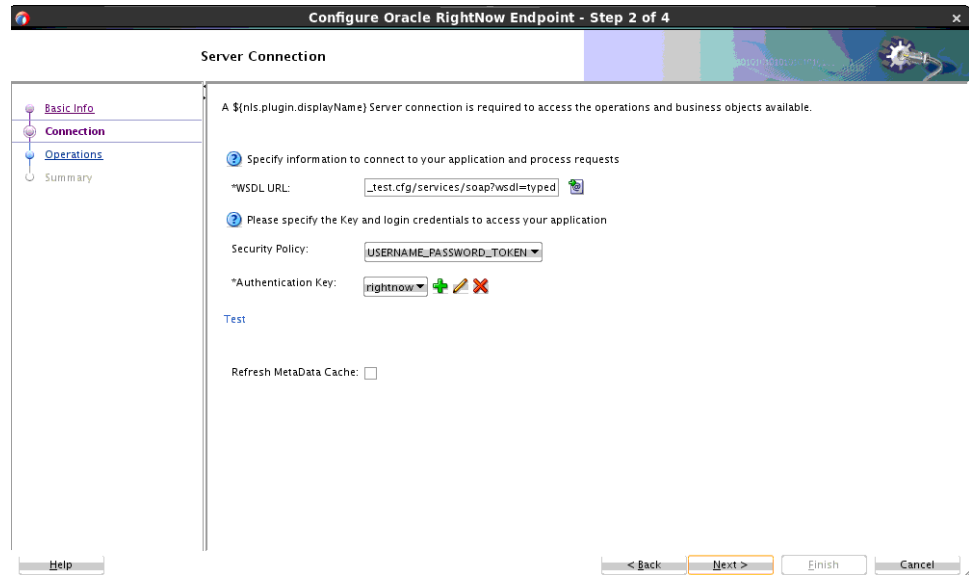 Configure Oracle RightNow Endpoint - Step 2 of 4
Server Connection
Basic Info
Connection
Operations
Summary
A ${nls.plugin.displayName} Server connection is required to access the operations and business objects available.
Specify information to connect to your application and process requests
*WSDL URL: _test.cfg/services/soap?wsdl=typed
Please specify the Key and login credentials to access your application
Security Policy: USERNAME_PASSWORD_TOKEN
*Authentication Key: rightnow
Test
Refresh MetaData Cache:
Help < Back Next > Finish Cancel